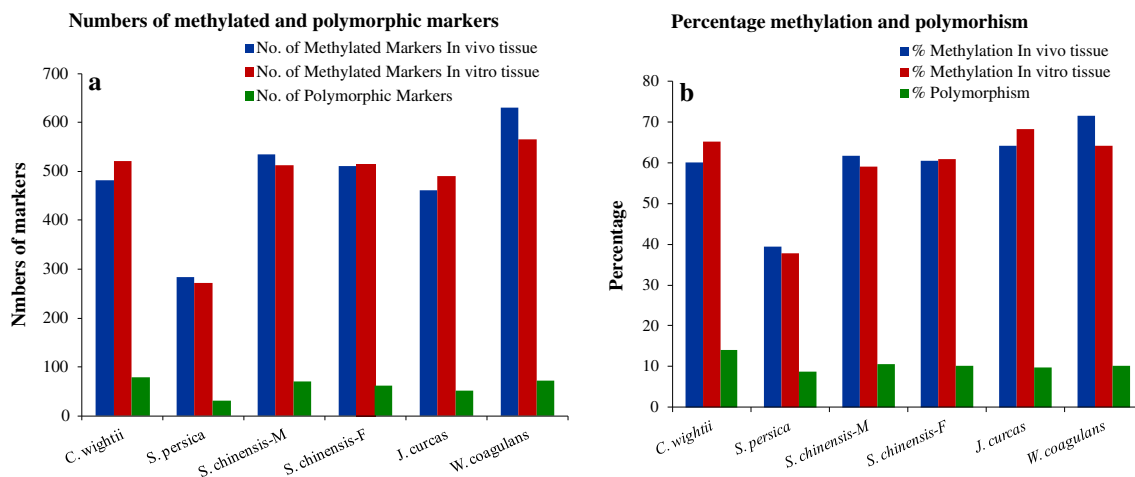 Numbers of methylated and polymorphic markers
No. of Methylated Markers In vivo tissue
No. of Methylated Markers In vitro tissue
No. of Polymorphic Markers
a
700
600
500
400
300
200
100
0
Nmbers of markers
C. wightii
S. persica
S. chinensis-M
S. chinensis-F
J. curcas
W. coagulans
Percentage methylation and polymorhism
% Methylation In vivo tissue
% Methylation In vitro tissue
% Polymorphism
b
80
70
60
50
40
30
20
10
0
Percentage
C. wightii
S. persica
S. chinensis-M
S. chinensis-F
J. curcas
W. coagulans